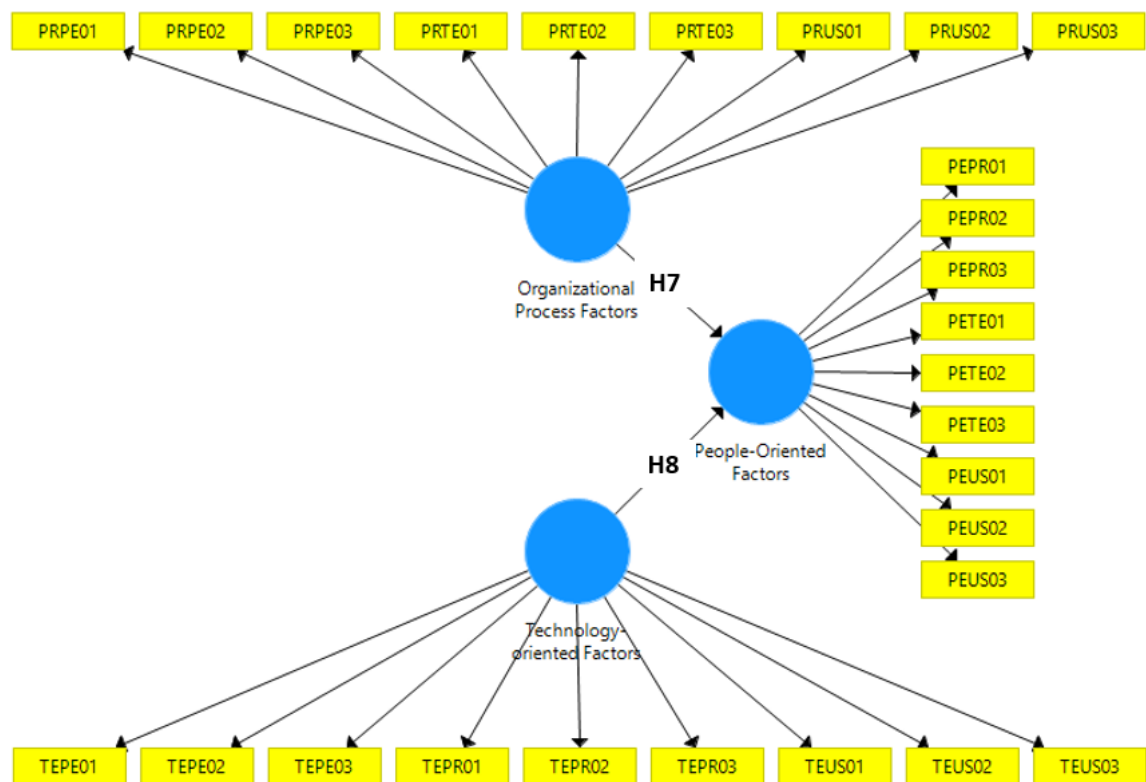 PRPE01 PRPE02 PRPE03 PRTE01 PRTE02 PRTE03 PRUS01 PRUS02 PRUS03
PEPR01
PEPR02
PEPR03
PETE01
PETE02
PETE03
PEUS01
PEUS02
PEUS03
Organizational
Process Factors
H7
People-Oriented
Factors
H8
Technology-
oriented Factors
TEPE01 TEPE02 TEPE03 TEPR01 TEPR02 TEPR03 TEUS01 TEUS02 TEUS03